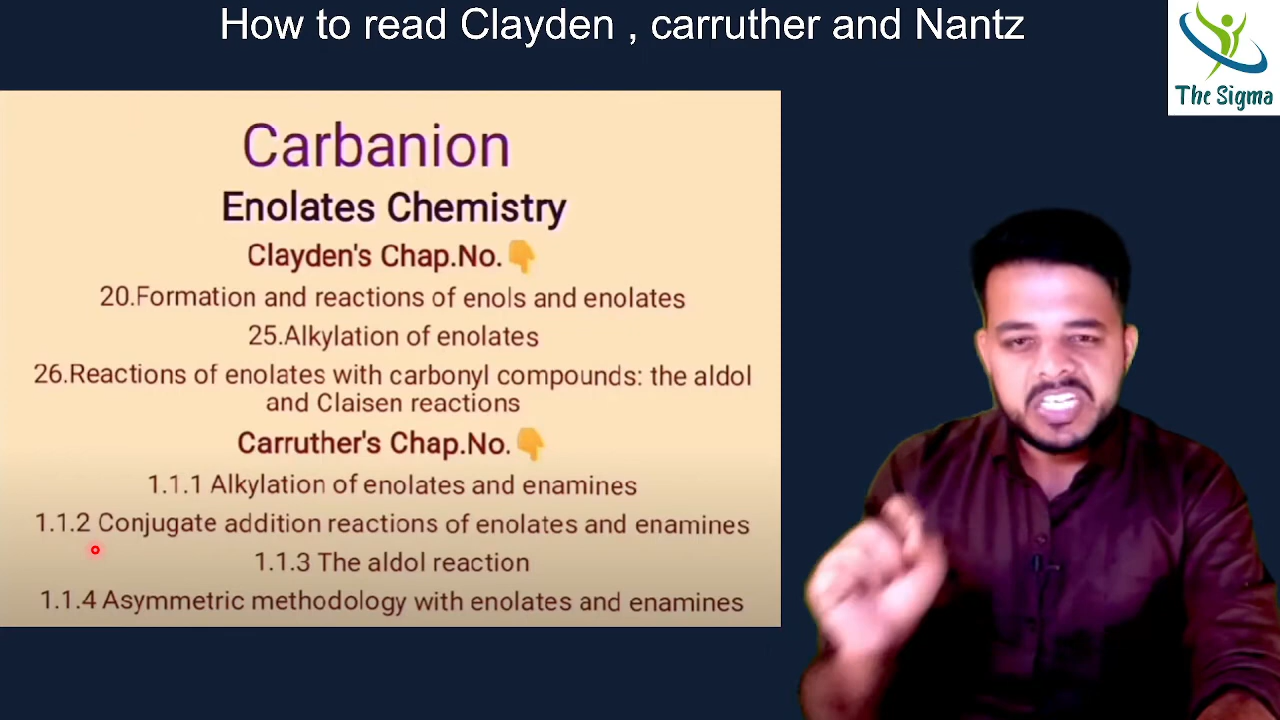 How to read Clayden , carruther and Nantz
The Sigma
Carbanion
Enolates Chemistry
Clayden's Chap.No.👇
20.Formation and reactions of enols and enolates
25.Alkylation of enolates
26.Reactions of enolates with carbonyl compounds: the aldol
and Claisen reactions
Carruther's Chap.No.👇
1.1.1 Alkylation of enolates and enamines
1.1.2 Conjugate addition reactions of enolates and enamines
1.1.3 The aldol reaction
1.1.4 Asymmetric methodology with enolates and enamines